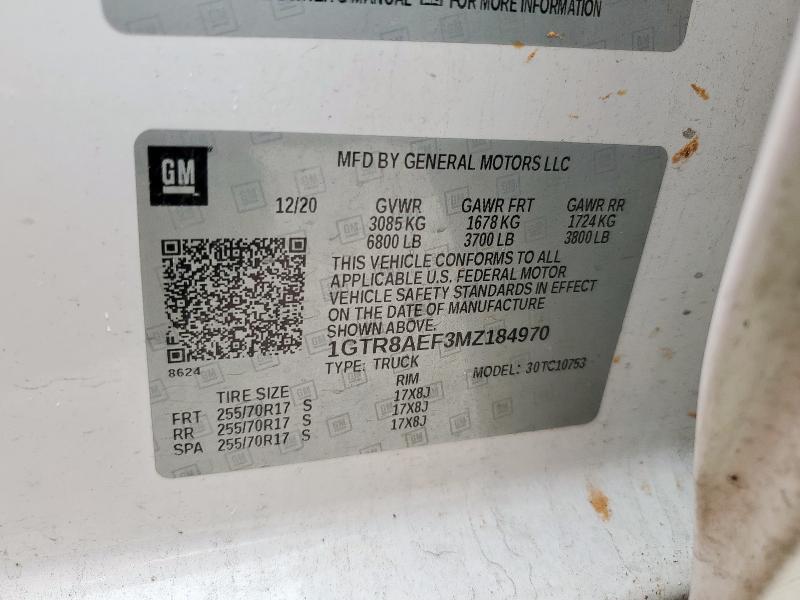 MANUAL FOR MORE INFORMATION
GM
MFD BY GENERAL MOTORS LLC
12/20 GVWR GAWR FRT GAWR RR
3085 KG 1678 KG 1724 KG
6800 LB 3700 LB 3800 LB
THIS VEHICLE CONFORMS TO ALL
APPLICABLE U.S. FEDERAL MOTOR
VEHICLE SAFETY STANDARDS IN EFFECT
ON THE DATE OF MANUFACTURE
SHOWN ABOVE.
1GTR8AEF3MZ184970
8624 TYPE: TRUCK MODEL: 30TC10753
TIRE SIZE RIM
FRT 255/70R17 S 17X8J
RR 255/70R17 S 17X8J
SPA 255/70R17 S 17X8J